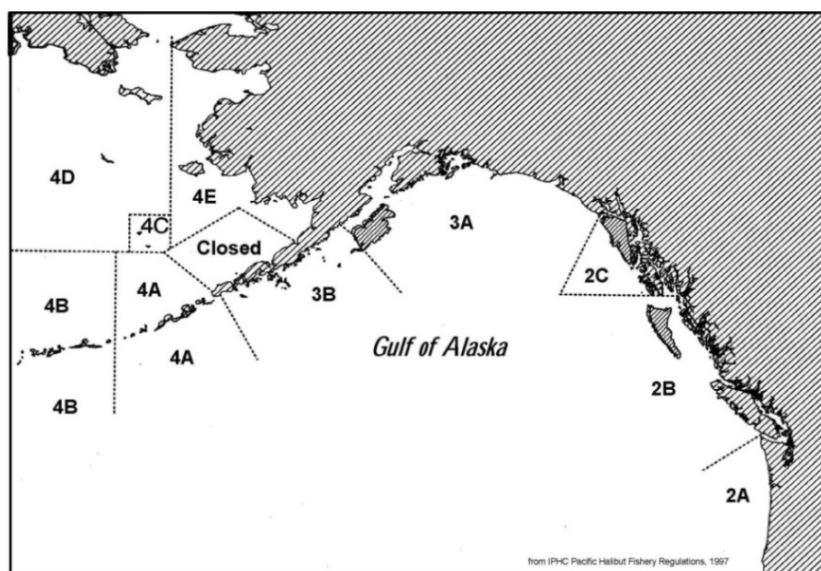 4D
4E
4C
3A
Closed
2C
4B
4A
3B
Gulf of Alaska
4A
4B
2B
2A
from IPHC Pacific Halibut Fishery Regulations, 1997